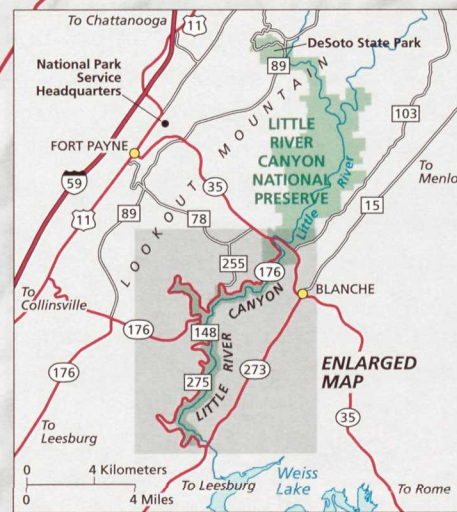 To Chattanooga
11
DeSoto State Park
National Park
Service
Headquarters
89
103
FORT PAYNE
LITTLE
RIVER
CANYON
NATIONAL
PRESERVE
LOOKOUT MOUNTAIN
Little River
To
Menlo
59
35
11
89
78
15
255
176
To
Collinsville
BLANCHE
CANYON
LITTLE RIVER
176
148
ENLARGED
MAP
176
275
273
35
To
Leesburg
0 4 Kilometers
0 4 Miles
To Leesburg
Weiss
Lake
To Rome